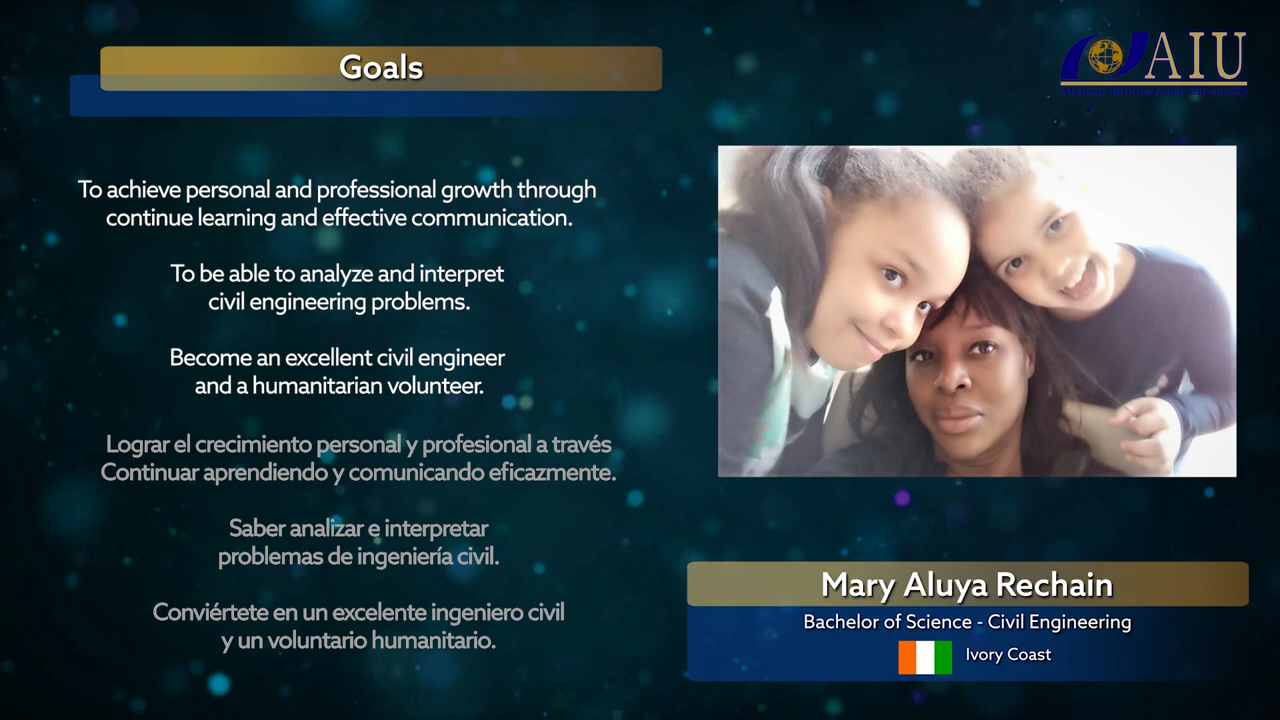 Goals
AIU
To achieve personal and professional growth through
continue learning and effective communication.
To be able to analyze and interpret
civil engineering problems.
Become an excellent civil engineer
and a humanitarian volunteer.
Lograr el crecimiento personal y profesional a través
Continuar aprendiendo y comunicando eficazmente.
Saber analizar e interpretar
problemas de ingeniería civil.
Conviértete en un excelente ingeniero civil
y un voluntario humanitario.
Mary Aluya Rechain
Bachelor of Science - Civil Engineering
Ivory Coast